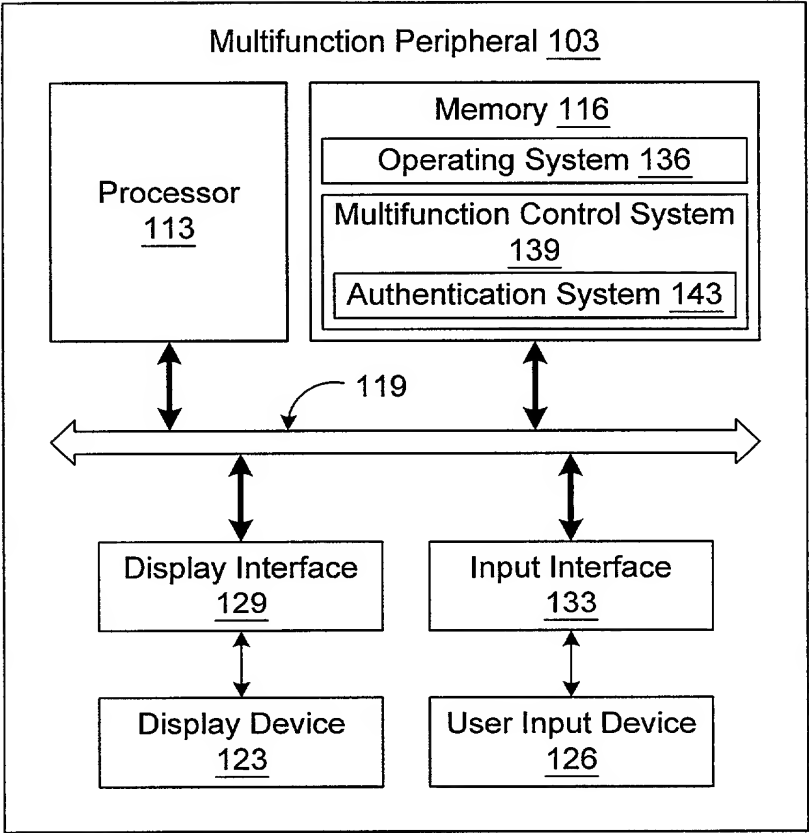 Multifunction Peripheral 103
Processor
113
Memory 116
Operating System 136
Multifunction Control System
139
Authentication System 143
119
Display Interface
129
Input Interface
133
Display Device
123
User Input Device
126